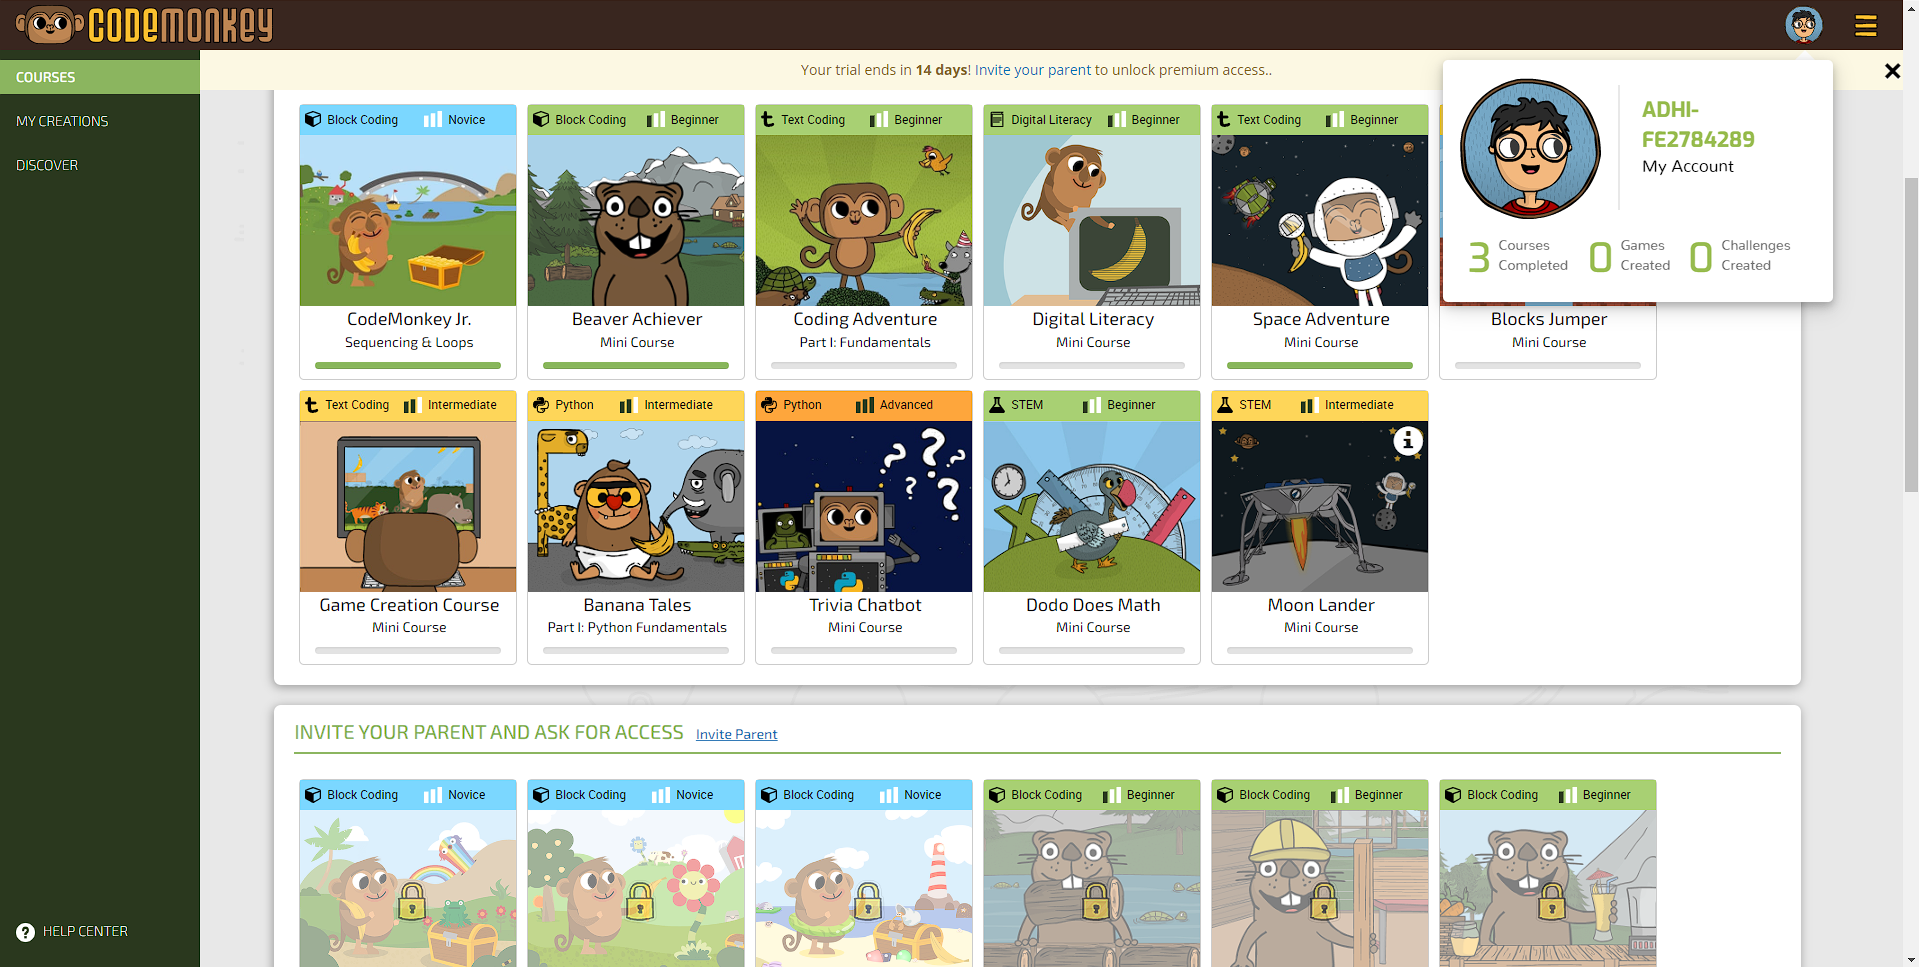 CODEMONKEY
COURSES
MY CREATIONS
DISCOVER
HELP CENTER
Your trial ends in 14 days! Invite your parent to unlock premium access..
ADHI-
FE2784289
My Account
3 Courses Completed
0 Games Created
0 Challenges Created
Block Coding Novice
CodeMonkey Jr.
Sequencing & Loops
Block Coding Beginner
Beaver Achiever
Mini Course
Text Coding Beginner
Coding Adventure
Part I: Fundamentals
Digital Literacy Beginner
Digital Literacy
Mini Course
Text Coding Beginner
Space Adventure
Mini Course
Blocks Jumper
Mini Course
Text Coding Intermediate
Game Creation Course
Mini Course
Python Intermediate
Banana Tales
Part I: Python Fundamentals
Python Advanced
Trivia Chatbot
Mini Course
STEM Beginner
Dodo Does Math
Mini Course
STEM Intermediate
Moon Lander
Mini Course
INVITE YOUR PARENT AND ASK FOR ACCESS Invite Parent
Block Coding Novice
Block Coding Novice
Block Coding Novice
Block Coding Beginner
Block Coding Beginner
Block Coding Beginner